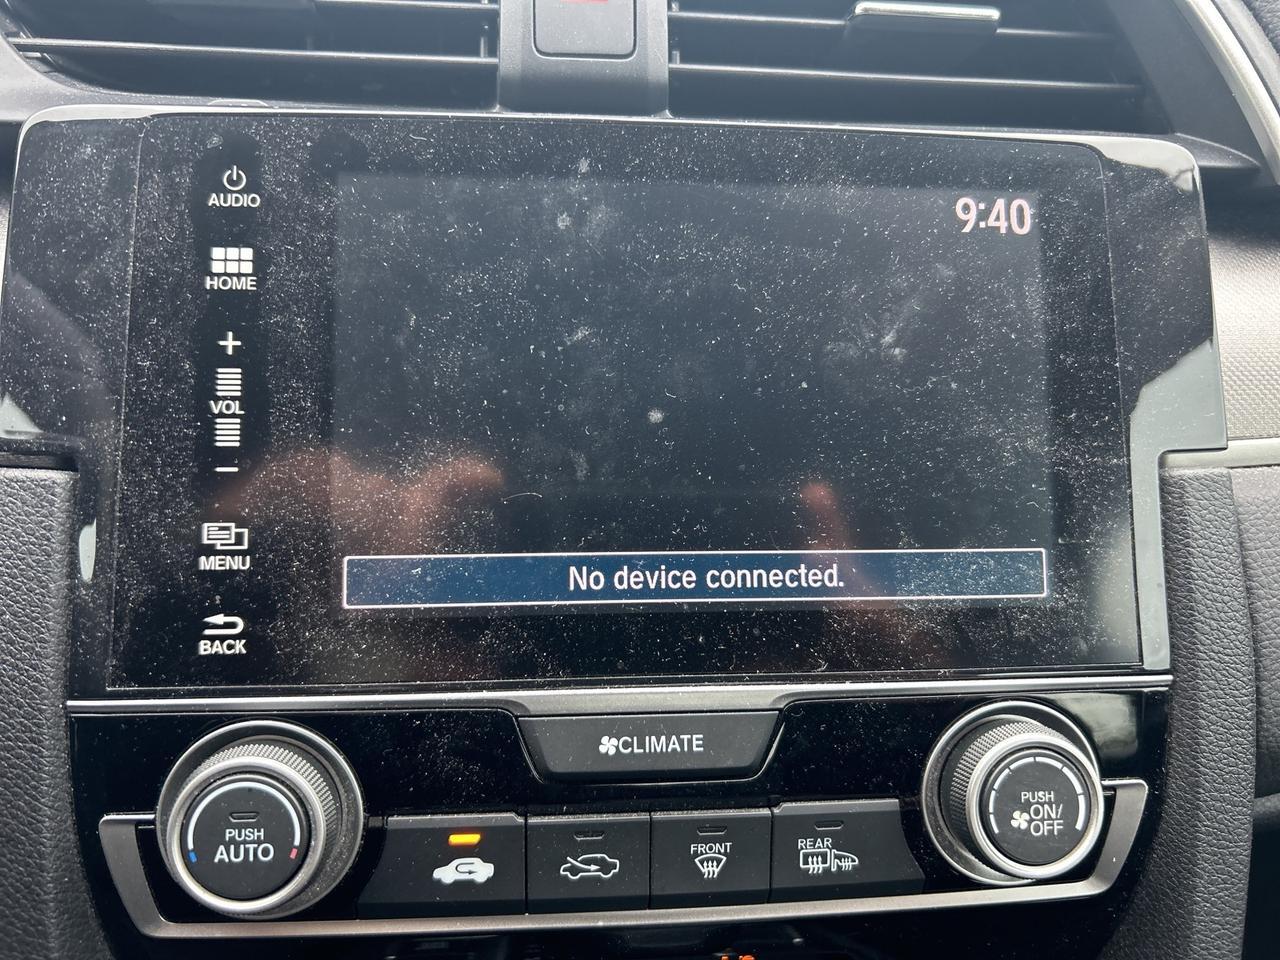 AUDIO
9:40
HOME
+
VOL
-
No device connected.
MENU
BACK
CLIMATE
PUSH
AUTO
FRONT
REAR
PUSH
ON/
OFF